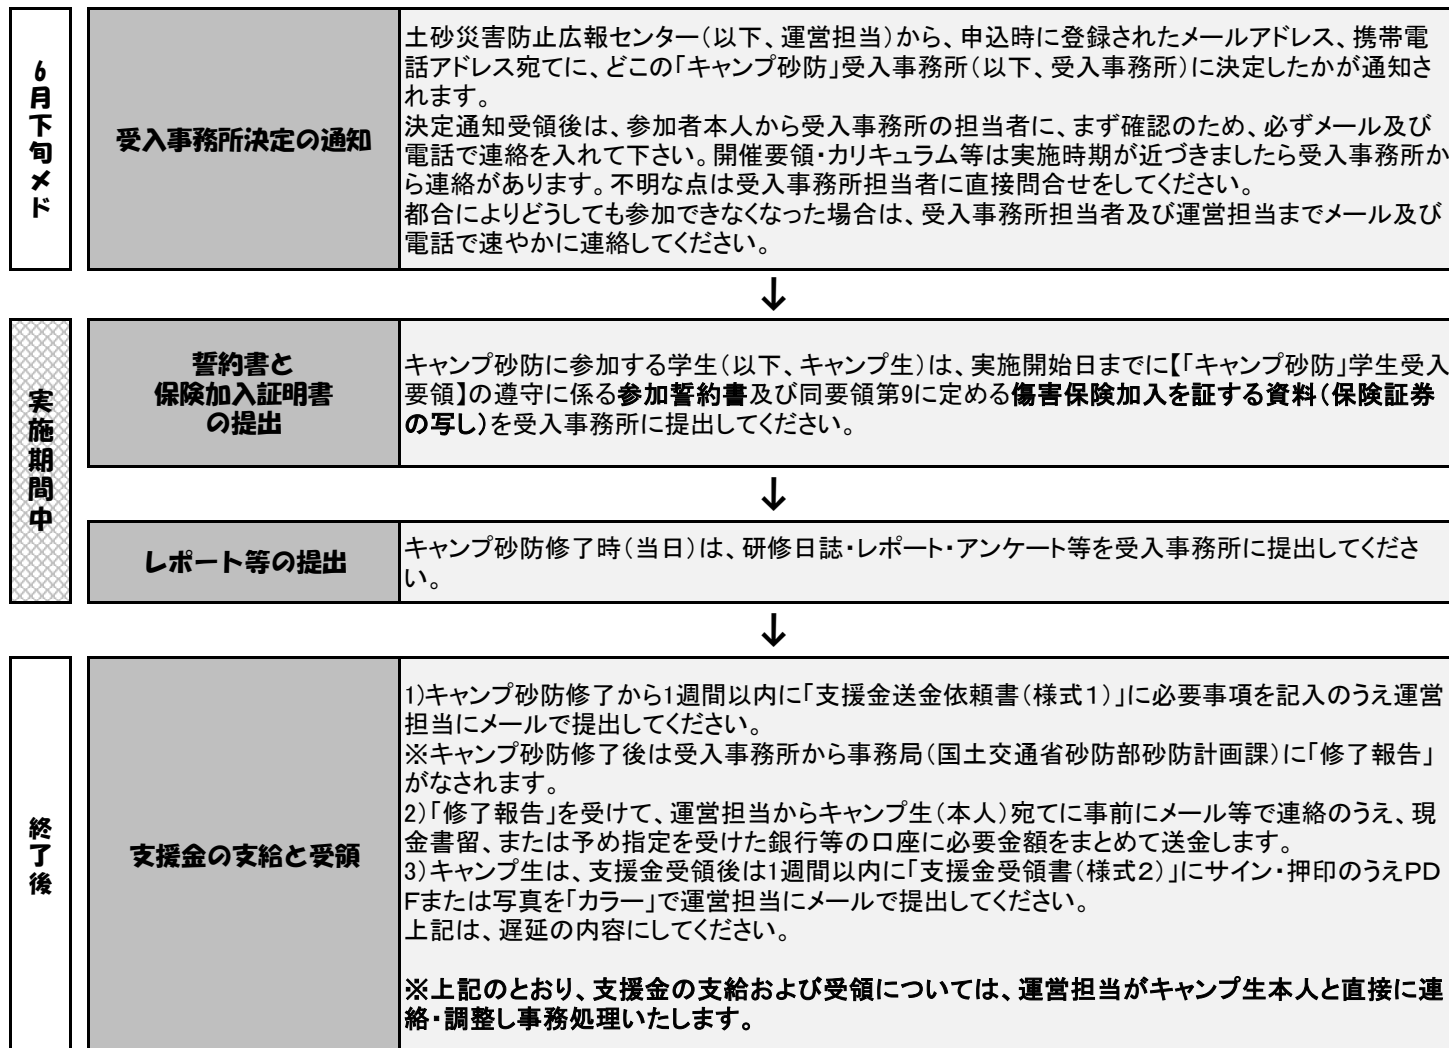 6月下旬メド
受入事務所決定の通知
土砂災害防止広報センター（以下、運営担当）から、申込時に登録されたメールアドレス、携帯電
話アドレス宛てに、どこの「キャンプ砂防」受入事務所（以下、受入事務所）に決定したかが通知さ
れます。
決定通知受領後は、参加者本人から受入事務所の担当者に、まず確認のため、必ずメール及び
電話で連絡を入れて下さい。開催要領・カリキュラム等は実施時期が近づきましたら受入事務所か
ら連絡があります。不明な点は受入事務所担当者に直接問合せをしてください。
都合によりどうしても参加できなくなった場合は、受入事務所担当者及び運営担当までメール及び
電話で速やかに連絡してください。
↓
実施期間中
誓約書と
保険加入証明書
の提出
キャンプ砂防に参加する学生（以下、キャンプ生）は、実施開始日までに【「キャンプ砂防」学生受入
要領】の遵守に係る参加誓約書及び同要領第9に定める傷害保険加入を証する資料（保険証券
の写し）を受入事務所に提出してください。
↓
レポート等の提出
キャンプ砂防修了時（当日）は、研修日誌・レポート・アンケート等を受入事務所に提出してくださ
い。
↓
終了後
支援金の支給と受領
1)キャンプ砂防修了から1週間以内に「支援金送金依頼書（様式１）」に必要事項を記入のうえ運営
担当にメールで提出してください。
※キャンプ砂防修了後は受入事務所から事務局（国土交通省砂防部砂防計画課）に「修了報告」
がなされます。
2)「修了報告」を受けて、運営担当からキャンプ生（本人）宛てに事前にメール等で連絡のうえ、現
金書留、または予め指定を受けた銀行等の口座に必要金額をまとめて送金します。
3)キャンプ生は、支援金受領後は1週間以内に「支援金受領書（様式２）」にサイン・押印のうえＰＤ
Ｆまたは写真を「カラー」で運営担当にメールで提出してください。
上記は、遅延の内容にしてください。
※上記のとおり、支援金の支給および受領については、運営担当がキャンプ生本人と直接に連
絡・調整し事務処理いたします。